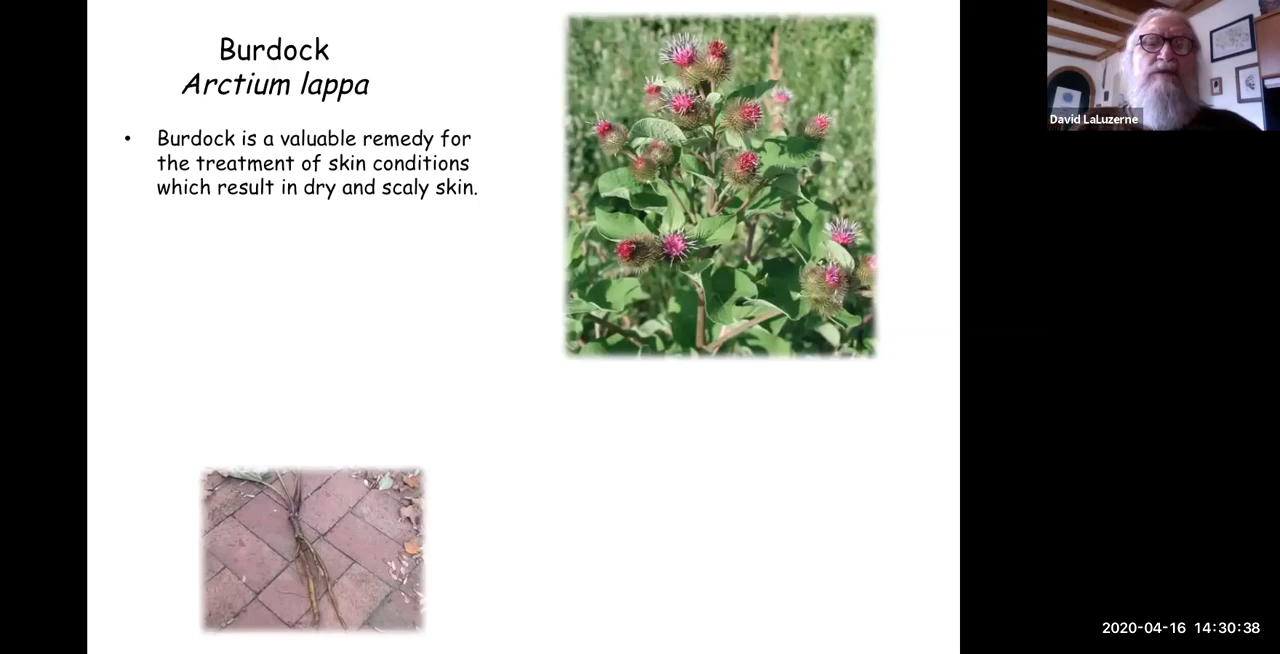 Burdock
Arctium lappa
• Burdock is a valuable remedy for
the treatment of skin conditions
which result in dry and scaly skin.
David LaLuzerne
2020-04-16 14:30:38